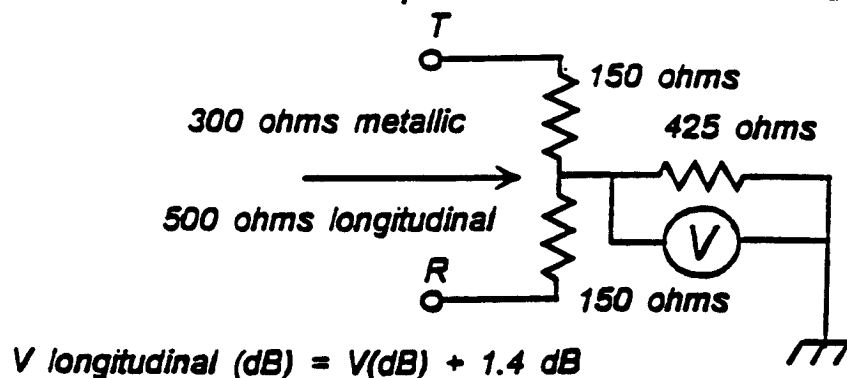 T
150 ohms
300 ohms metallic
425 ohms
500 ohms longitudinal
V
R
150 ohms
V longitudinal (dB) = V(dB) + 1.4 dB